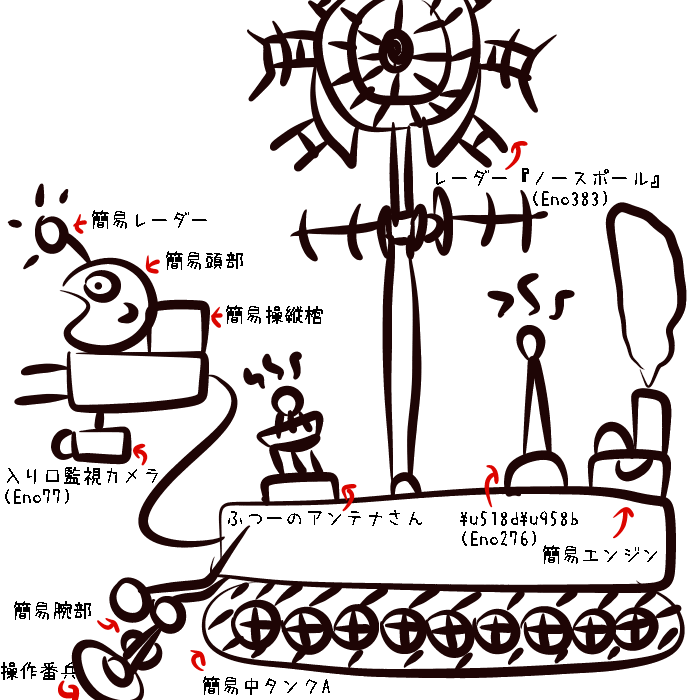 レーダー『ノースポール』
(Eno383)
簡易レーダー
簡易頭部
簡易操縦棺
入り口監視カメラ
(Eno77)
ふつーのアンテナさん
¥u518d¥u958b
(Eno276)
簡易エンジン
簡易腕部
操作番兵
簡易中タンクA